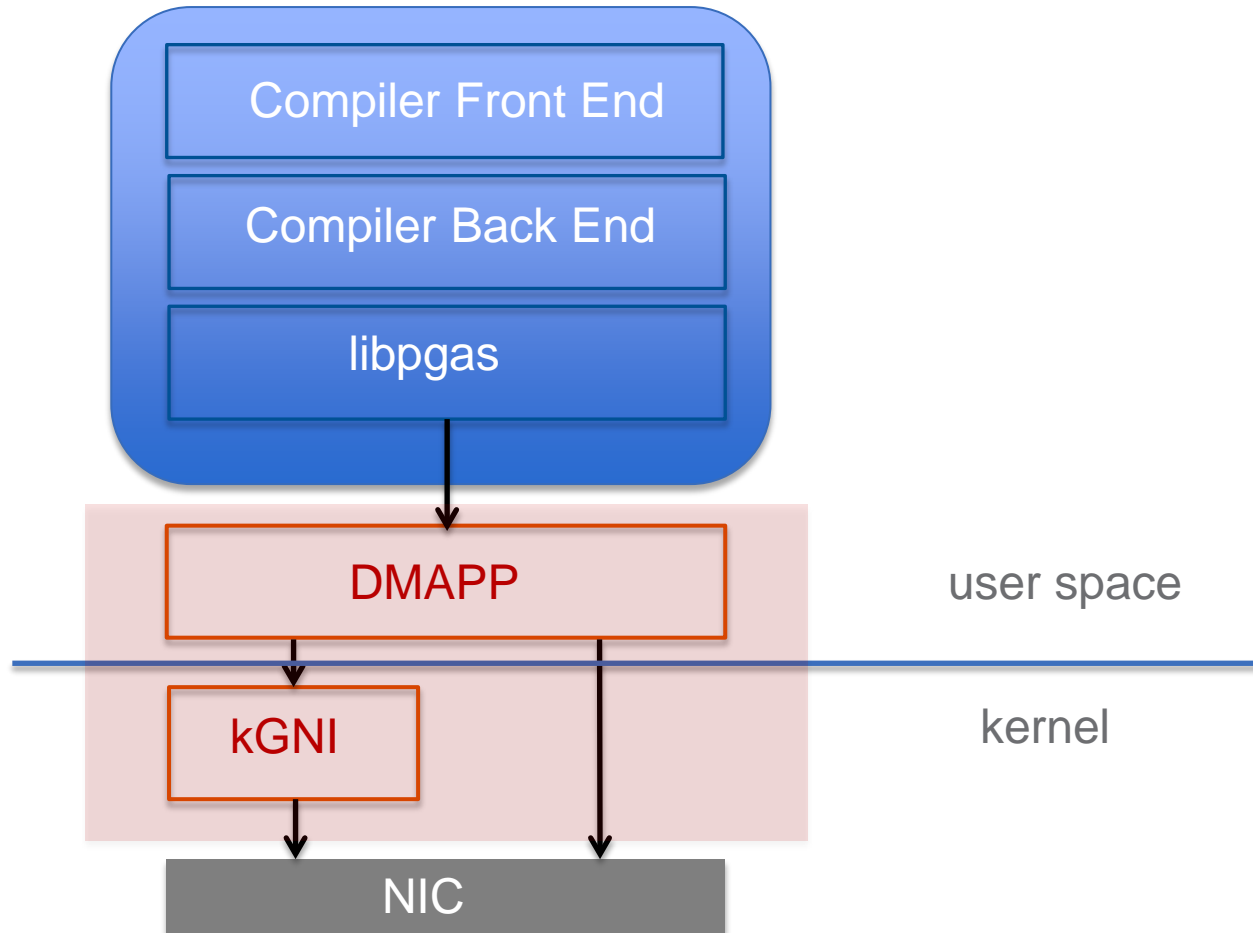 Compiler Front End
Compiler Back End
libpgas
DMAPP
user space
kGNI
kernel
NIC